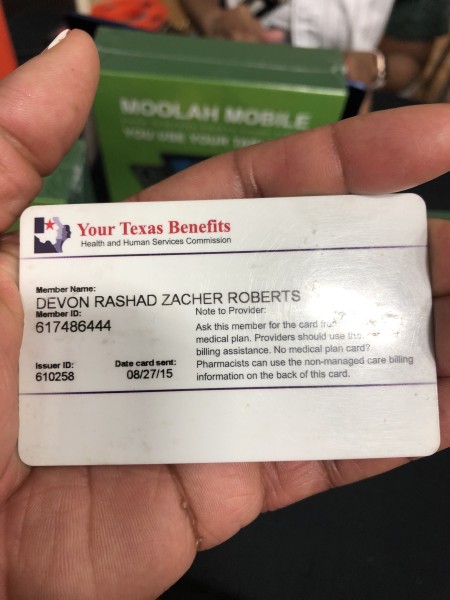 MOOLAH MOBILE
YOU USE YOUR
Your Texas Benefits
Health and Human Services Commission
Member Name:
DEVON RASHAD ZACHER ROBERTS
Member ID:
617486444
Note to Provider:
Ask this member for the card
medical plan. Providers should use
billing assistance. No medical plan card?
Pharmacists can use the non-managed care billing
information on the back of this card.
Issuer ID:
610258
Date card sent:
08/27/15